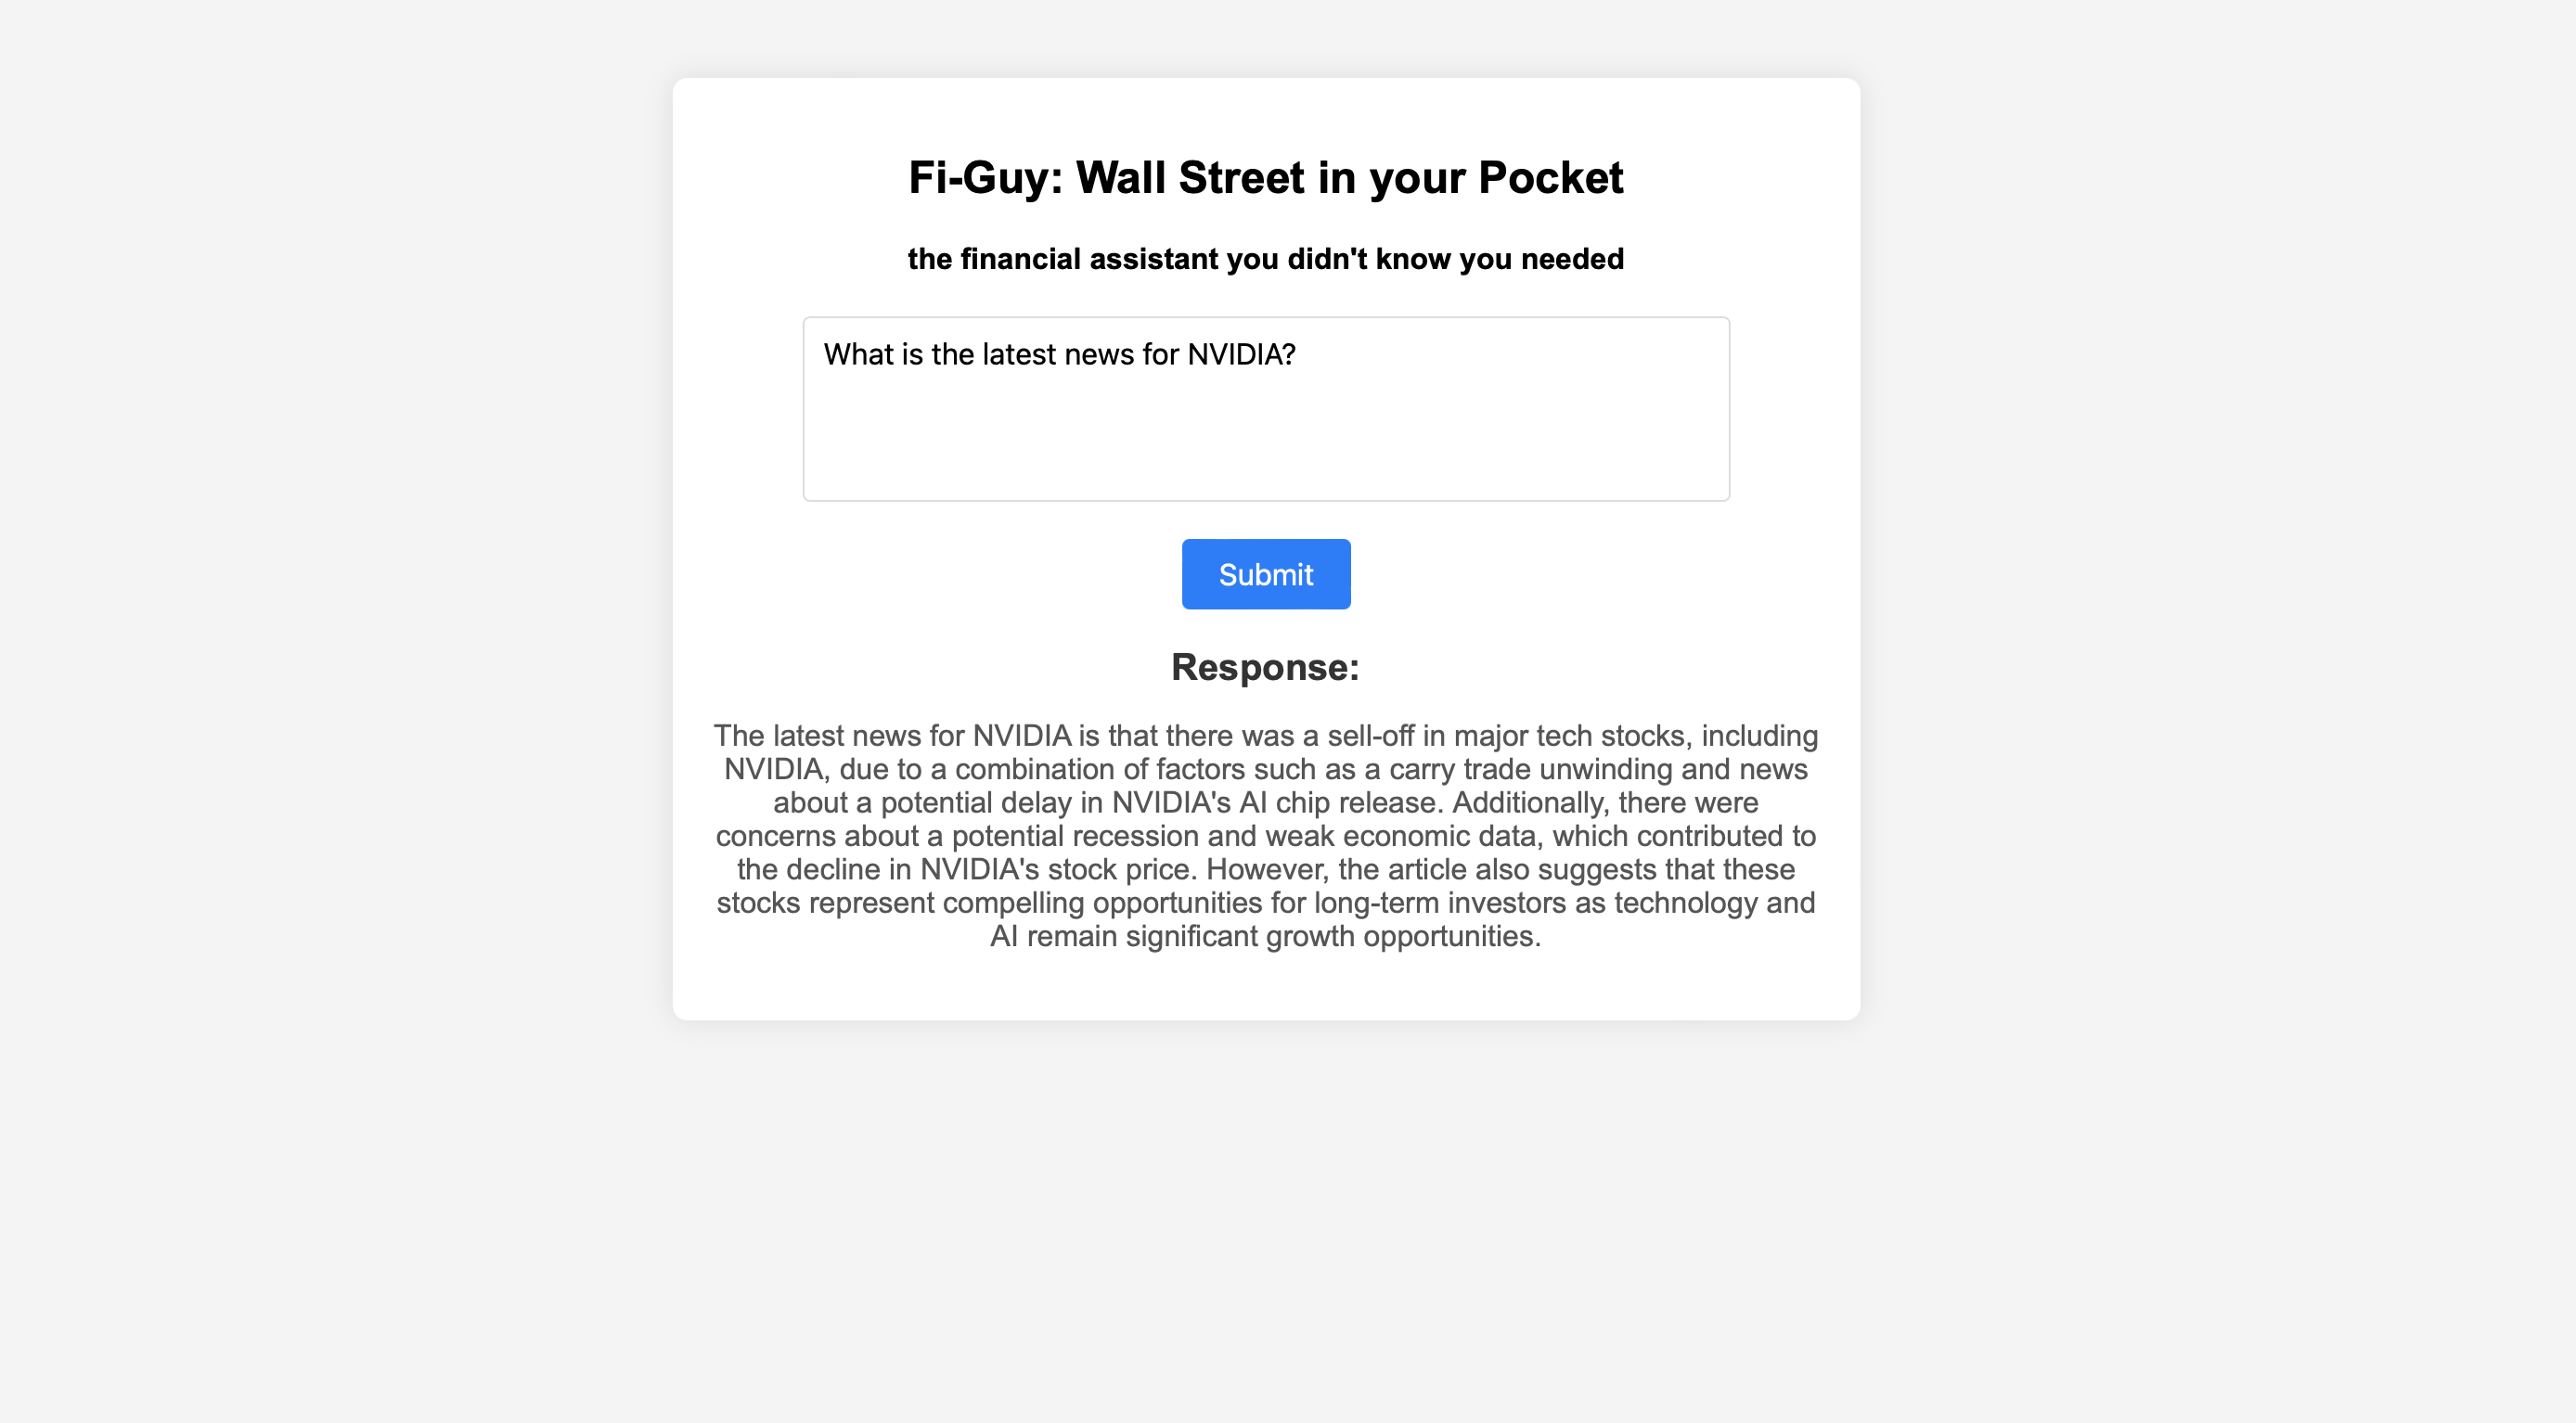 Fi-Guy: Wall Street in your Pocket
the financial assistant you didn't know you needed
What is the latest news for NVIDIA?
Submit
Response:
The latest news for NVIDIA is that there was a sell-off in major tech stocks, including
NVIDIA, due to a combination of factors such as a carry trade unwinding and news
about a potential delay in NVIDIA's AI chip release. Additionally, there were
concerns about a potential recession and weak economic data, which contributed to
the decline in NVIDIA's stock price. However, the article also suggests that these
stocks represent compelling opportunities for long-term investors as technology and
AI remain significant growth opportunities.